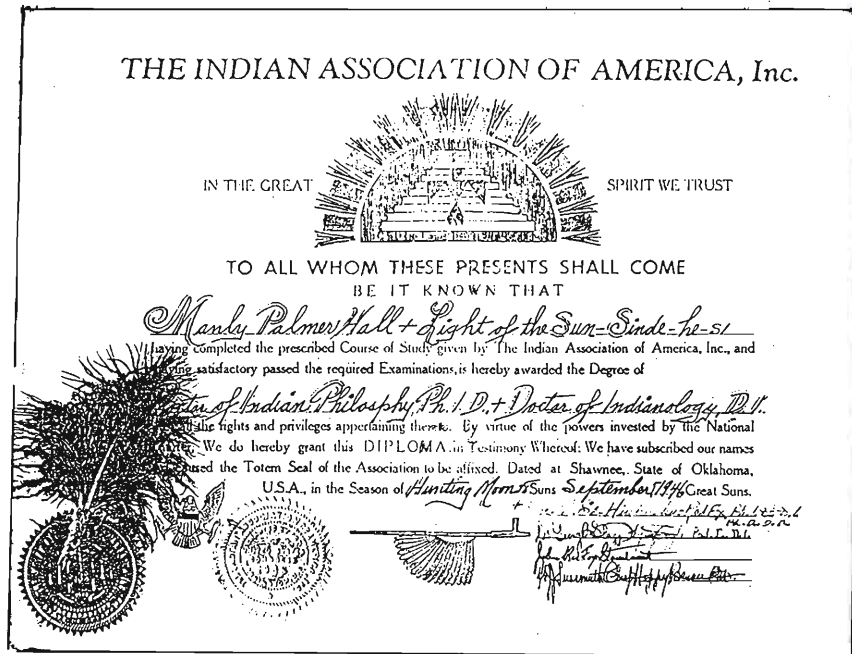 THE INDIAN ASSOCIATION OF AMERICA, Inc.
IN THE GREAT SPIRIT WE TRUST
TO ALL WHOM THESE PRESENTS SHALL COME
BE IT KNOWN THAT
Manly Palmer Hall + Light of the Sun-Sinde-he-si
having completed the prescribed Course of Study given by The Indian Association of America, Inc., and
satisfactory passed the required Examinations, is hereby awarded the Degree of
of Indian Philosphy, Ph. I. D. + Doctor of Indianology, D. I.
the rights and privileges appertaining thereto. By virtue of the powers invested by the National
We do hereby grant this DIPLOMA in Testimony Whereof: We have subscribed our names
the Totem Seal of the Association to be affixed. Dated at Shawnee, State of Oklahoma,
U.S.A., in the Season of Hunting Moon Suns September, 1946 Great Suns.